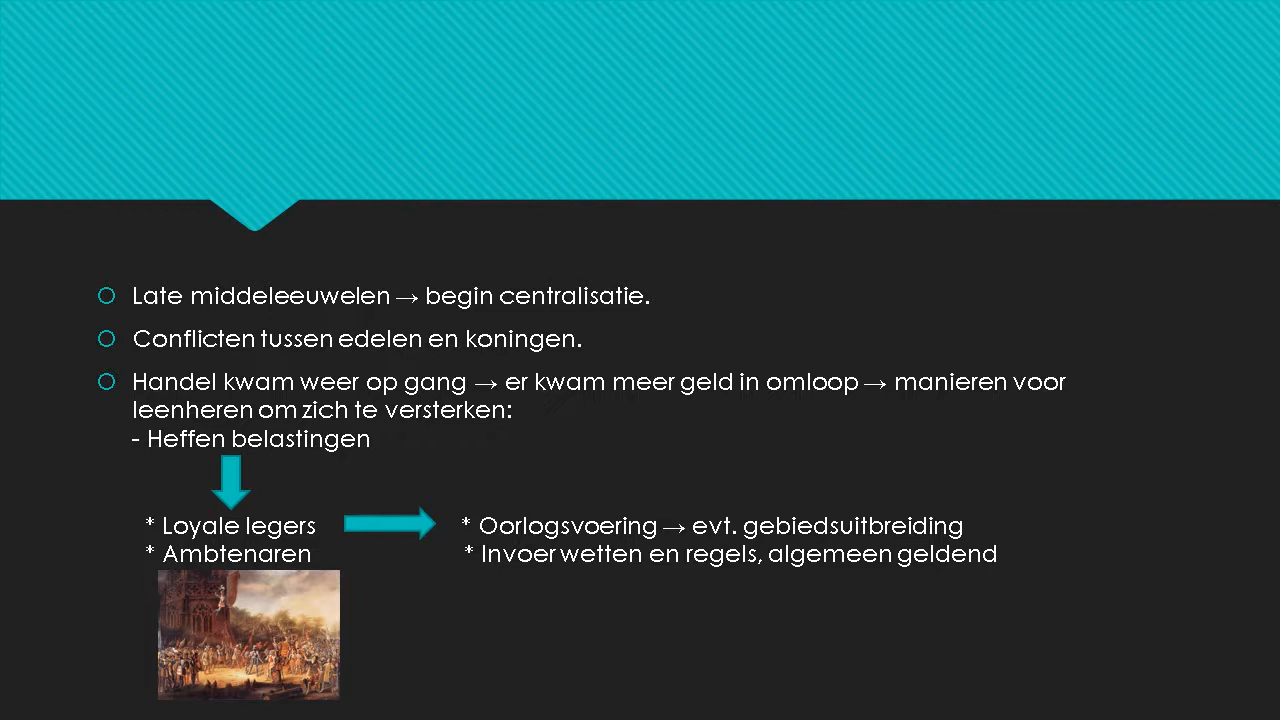 Late middeleeuwelen → begin centralisatie.
Conflicten tussen edelen en koningen.
Handel kwam weer op gang → er kwam meer geld in omloop → manieren voor
leenheren om zich te versterken:
- Heffen belastingen
* Loyale legers * Oorlogsvoering → evt. gebiedsuitbreiding
* Ambtenaren * Invoer wetten en regels, algemeen geldend